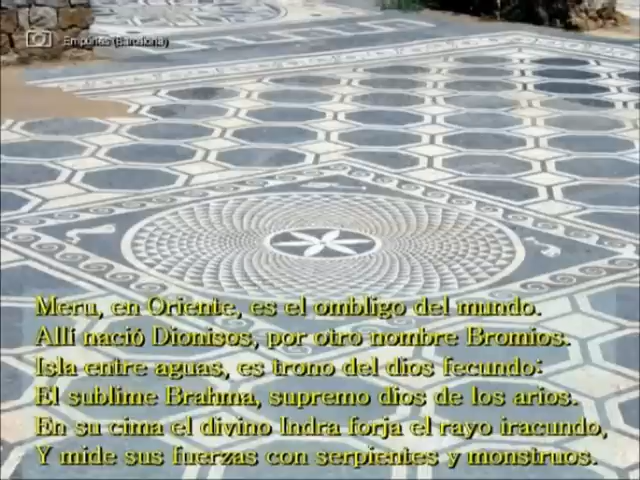 Empúries (Barcelona)
Meru, en Oriente, es el ombligo del mundo.
Allí nació Dionisos, por otro nombre Bromios.
Isla entre aguas, es trono del dios fecundo:
El sublime Brahma, supremo dios de los arios.
En su cima el divino Indra forja el rayo iracundo,
Y mide sus fuerzas con serpientes y monstruos.